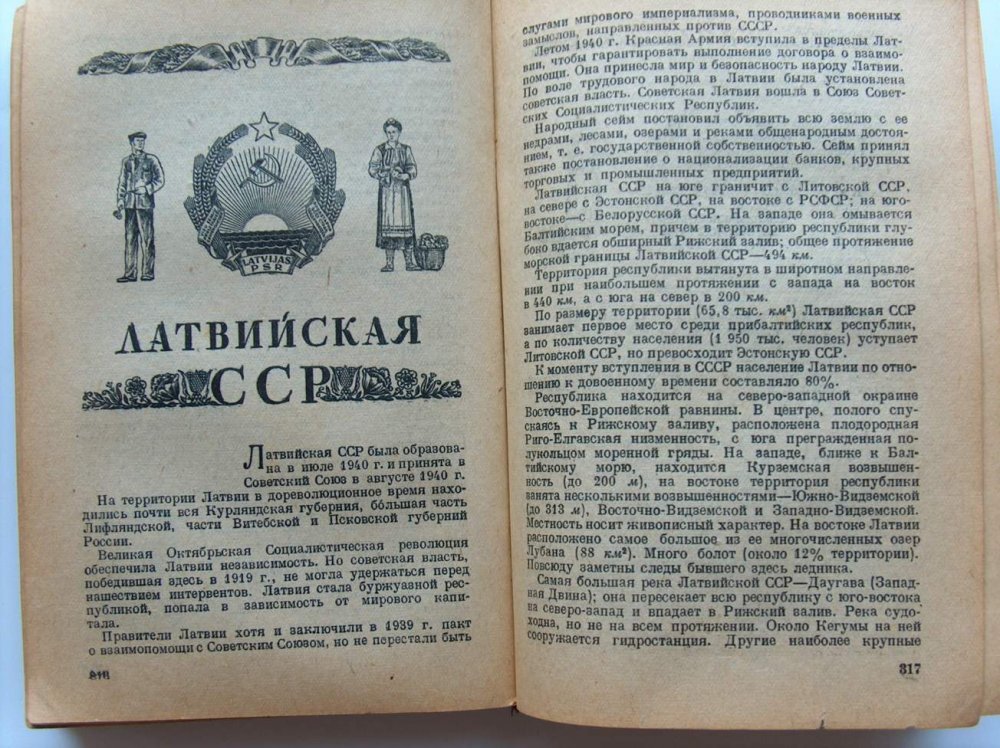 LATVIJAS
PSR
ЛАТВИЙСКАЯ
ССР
Латвийская ССР была образова-
на в июле 1940 г. и принята в
Советский Союз в августе 1940 г.
На территории Латвии в дореволюционное время нахо-
дились почти вся Курляндская губерния, бо́льшая часть
Лифляндской, части Витебской и Псковской губерний
России.
Великая Октябрьская Социалистическая революция
обеспечила Латвии независимость. Но советская власть,
победившая здесь в 1919 г., не могла удержаться перед
нашествием интервентов. Латвия стала буржуазной рес-
публикой, попала в зависимость от мирового капи-
тала.
Правители Латвии хотя и заключили в 1939 г. пакт
о взаимопомощи с Советским Союзом, но не перестали быть
слугами мирового империализма, проводниками военных
замыслов, направленных против СССР.
Летом 1940 г. Красная Армия вступила в пределы Лат-
вии, чтобы гарантировать выполнение договора о взаимо-
помощи. Она принесла мир и безопасность народу Латвии.
По воле трудового народа в Латвии была установлена
советская власть. Советская Латвия вошла в Союз Совет-
ских Социалистических Республик.
Народный сейм постановил объявить всю землю с ее
недрами, лесами, озерами и реками общенародным достоя-
нием, т. е. государственной собственностью. Сейм принял
также постановление о национализации банков, крупных
торговых и промышленных предприятий.
Латвийская ССР на юге граничит с Литовской ССР,
на севере с Эстонской ССР, на востоке с РСФСР; на юго-
востоке—с Белорусской ССР. На западе она омывается
Балтийским морем, причем в территорию республики глу-
боко вдается обширный Рижский залив; общее протяжение
морской границы Латвийской ССР—494 км.
Территория республики вытянута в широтном направле-
нии при наибольшем протяжении с запада на восток
в 440 км, а с юга на север в 200 км.
По размеру территории (65,8 тыс. км²) Латвийская ССР
занимает первое место среди прибалтийских республик,
а по количеству населения (1 950 тыс. человек) уступает
Литовской ССР, но превосходит Эстонскую ССР.
К моменту вступления в СССР население Латвии по отно-
шению к довоенному времени составляло 80%.
Республика находится на северо-западной окраине
Восточно-Европейской равнины. В центре, полого спу-
скаясь к Рижскому заливу, расположена плодородная
Риго-Елгавская низменность, с юга прегражденная по-
лукольцом моренной гряды. На западе, ближе к Бал-
тийскому морю, находится Курземская возвышен-
ность (до 200 м), на востоке территория республики
занята несколькими возвышенностями—Южно-Видземской
(до 313 м), Восточно-Видземской и Западно-Видземской.
Местность носит живописный характер. На востоке Латвии
расположено самое большое из ее многочисленных озер
Лубана (88 км²). Много болот (около 12% территории).
Повсюду заметны следы бывшего здесь ледника.
Самая большая река Латвийской ССР—Даугава (Запад-
ная Двина); она пересекает всю республику с юго-востока
на северо-запад и впадает в Рижский залив. Река судо-
ходна, но не на всем протяжении. Около Кегумы на ней
сооружается гидростанция. Другие наиболее крупные
317